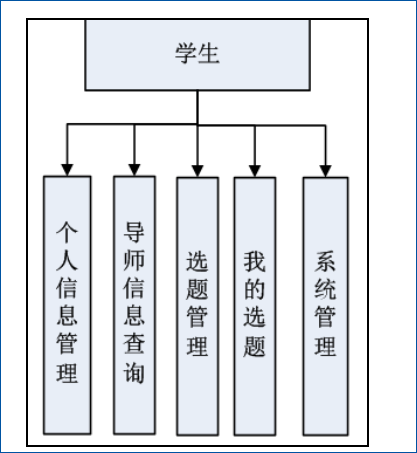 学生
个人信息管理
导师信息查询
选题管理
我的选题
系统管理